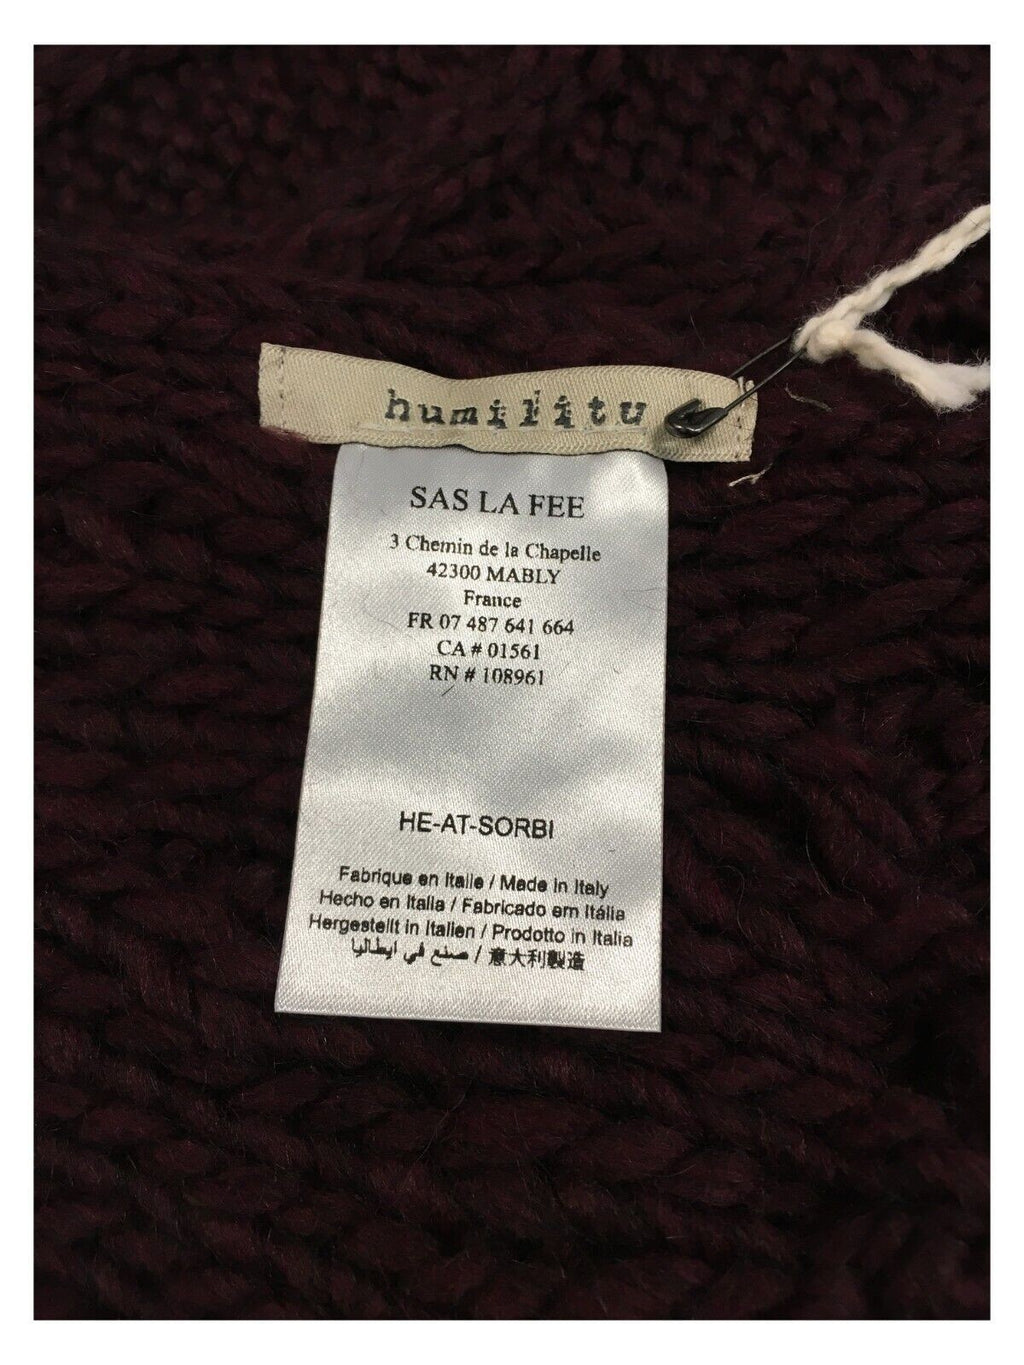 humility
SAS LA FEE
3 Chemin de la Chapelle
42300 MABLY
France
FR 07 487 641 664
CA # 01561
RN # 108961
HE-AT-SORBI
Fabrique en Italie / Made in Italy
Hecho en Italia / Fabricado em Itália
Hergestellt in Italien / Prodotto in Italia
صنع في ايطاليا / 意大利製造